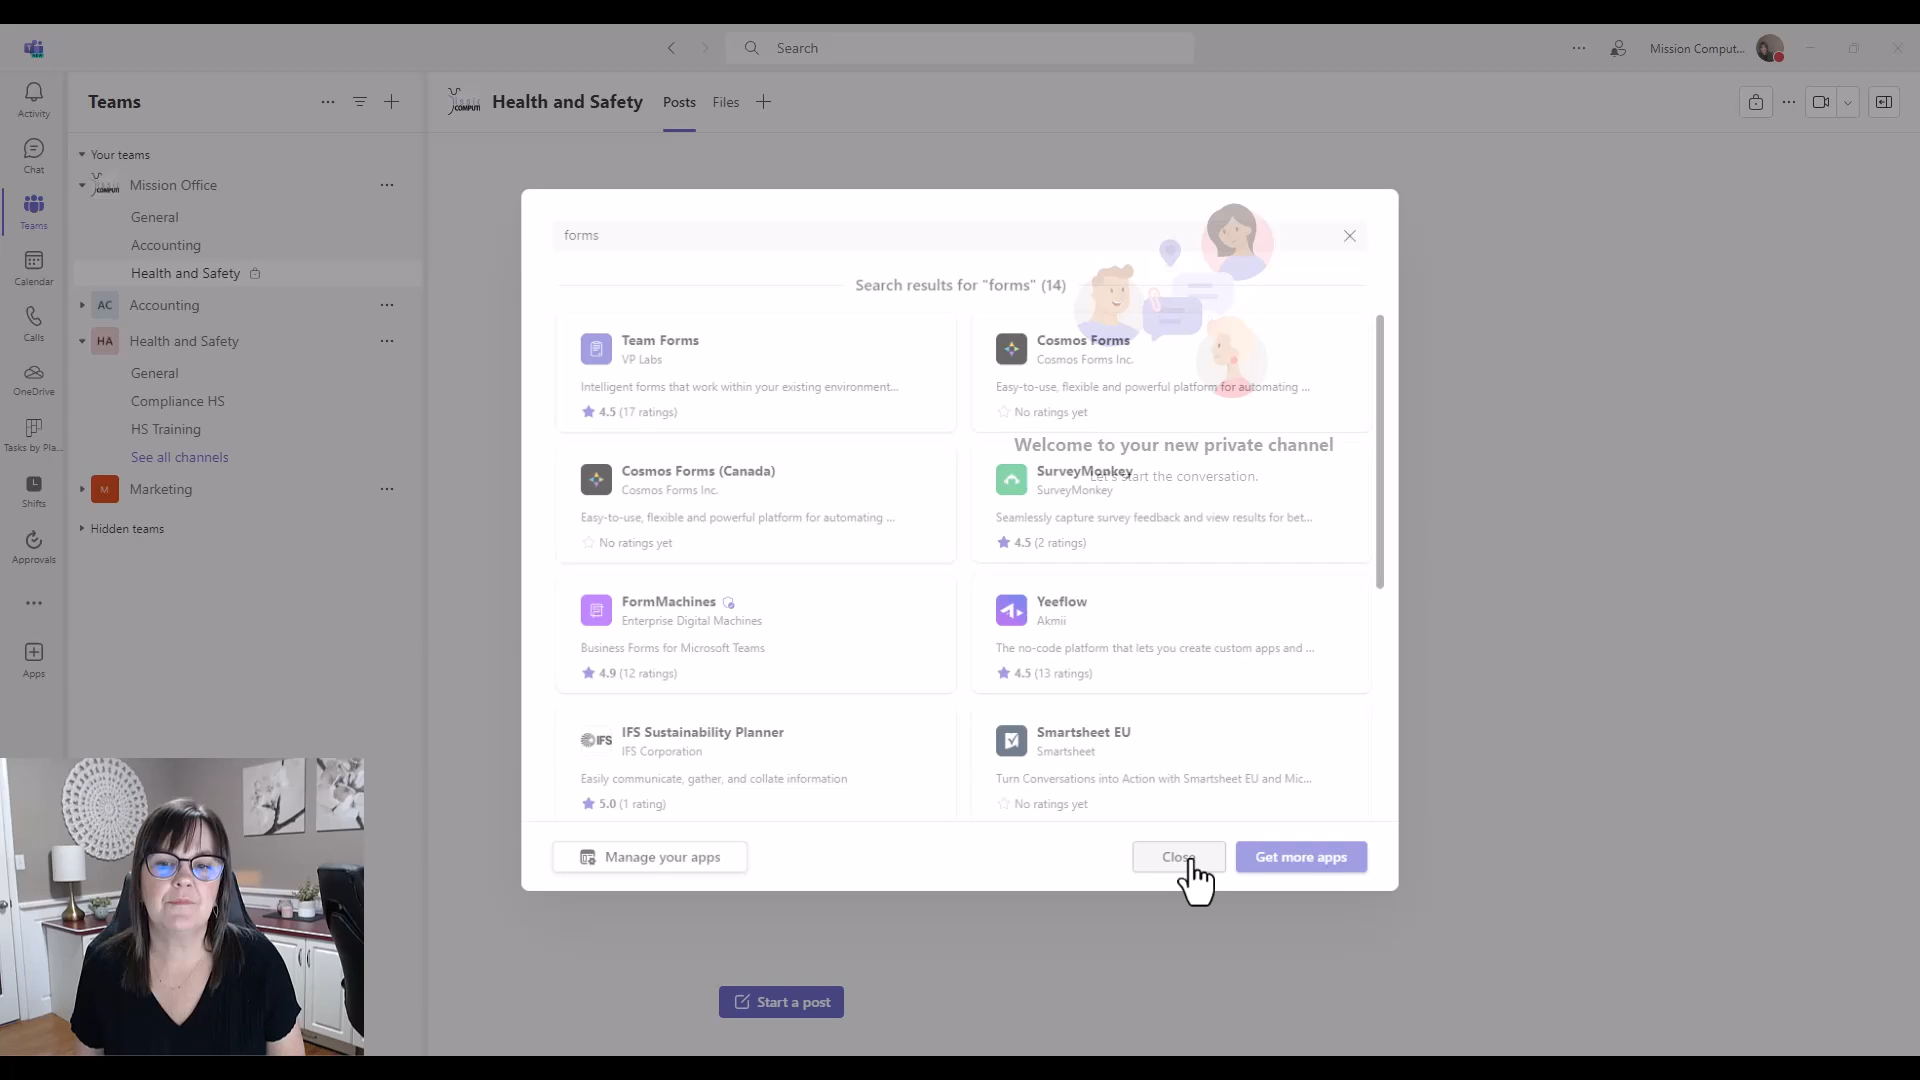 Search
Mission Comput...
Activity
Chat
Teams
Calendar
Calls
OneDrive
Tasks by Pla...
Shifts
Approvals
Apps
Teams
Your teams
Mission Office
General
Accounting
Health and Safety
AC Accounting
HA Health and Safety
General
Compliance HS
HS Training
See all channels
M Marketing
Hidden teams
Health and Safety
Posts
Files
forms
Search results for "forms" (14)
Team Forms
VP Labs
Intelligent forms that work within your existing environment...
4.5 (17 ratings)
Cosmos Forms
Cosmos Forms Inc.
Easy-to-use, flexible and powerful platform for automating ...
No ratings yet
Welcome to your new private channel
Let's start the conversation.
Cosmos Forms (Canada)
Cosmos Forms Inc.
Easy-to-use, flexible and powerful platform for automating ...
No ratings yet
SurveyMonkey
SurveyMonkey
Seamlessly capture survey feedback and view results for bet...
4.5 (2 ratings)
FormMachines
Enterprise Digital Machines
Business Forms for Microsoft Teams
4.9 (12 ratings)
Yeeflow
Akmii
The no-code platform that lets you create custom apps and ...
4.5 (13 ratings)
IFS IFS Sustainability Planner
IFS Corporation
Easily communicate, gather, and collate information
5.0 (1 rating)
Smartsheet EU
Smartsheet
Turn Conversations into Action with Smartsheet EU and Mic...
No ratings yet
Manage your apps
Close
Get more apps
Start a post